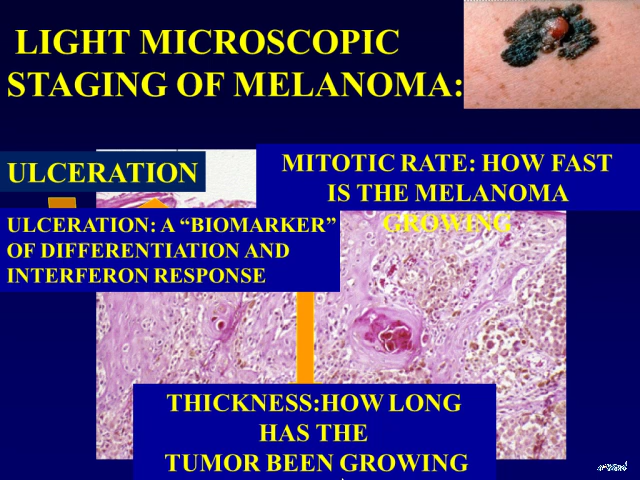 LIGHT MICROSCOPIC
STAGING OF MELANOMA:
ULCERATION
MITOTIC RATE: HOW FAST
IS THE MELANOMA
GROWING
ULCERATION: A “BIOMARKER”
OF DIFFERENTIATION AND
INTERFERON RESPONSE
THICKNESS:HOW LONG
HAS THE
TUMOR BEEN GROWING